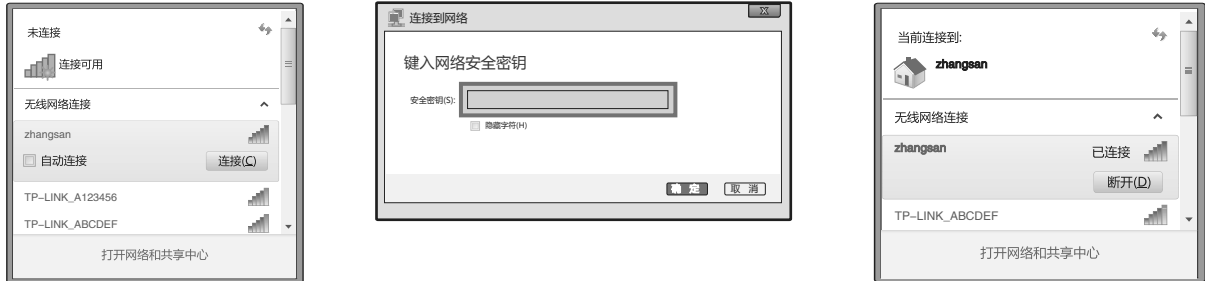 未连接
连接可用
无线网络连接
zhangsan
自动连接
连接(C)
TP-LINK_A123456
TP-LINK_ABCDEF
打开网络和共享中心
连接到网络
键入网络安全密钥
安全密钥(S):
隐藏字符(H)
确 定
取 消
当前连接到:
zhangsan
无线网络连接
zhangsan
已连接
断开(D)
TP-LINK_ABCDEF
打开网络和共享中心